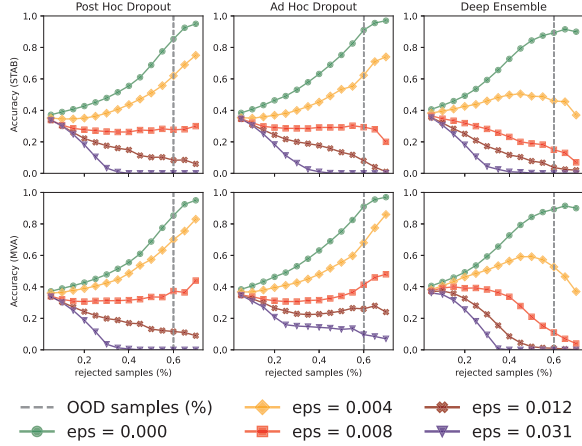 Post Hoc Dropout
Ad Hoc Dropout
Deep Ensemble
Accuracy (STAB)
1.0
0.8
0.6
0.4
0.2
0.0
Accuracy (MVA)
1.0
0.8
0.6
0.4
0.2
0.0
0,2 0,4 0,6
0,2 0,4 0,6
0,2 0,4 0,6
rejected samples (%)
rejected samples (%)
rejected samples (%)
OOD samples (%)
eps = 0.004
eps = 0.012
eps = 0.000
eps = 0.008
eps = 0.031